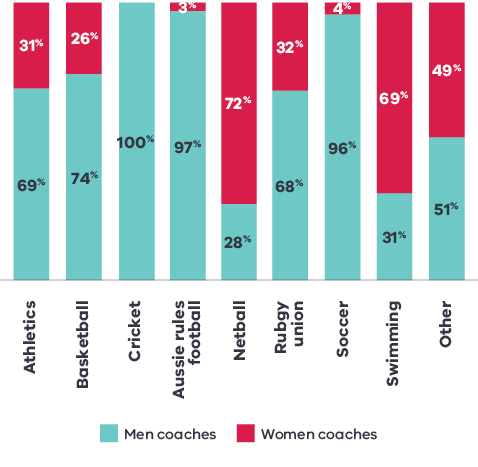 31%
69%
Athletics
26%
74%
Basketball
100%
Cricket
3%
97%
Aussie rules
football
72%
28%
Netball
32%
68%
Rubgy
union
4%
96%
Soccer
69%
31%
Swimming
49%
51%
Other
Men coaches
Women coaches